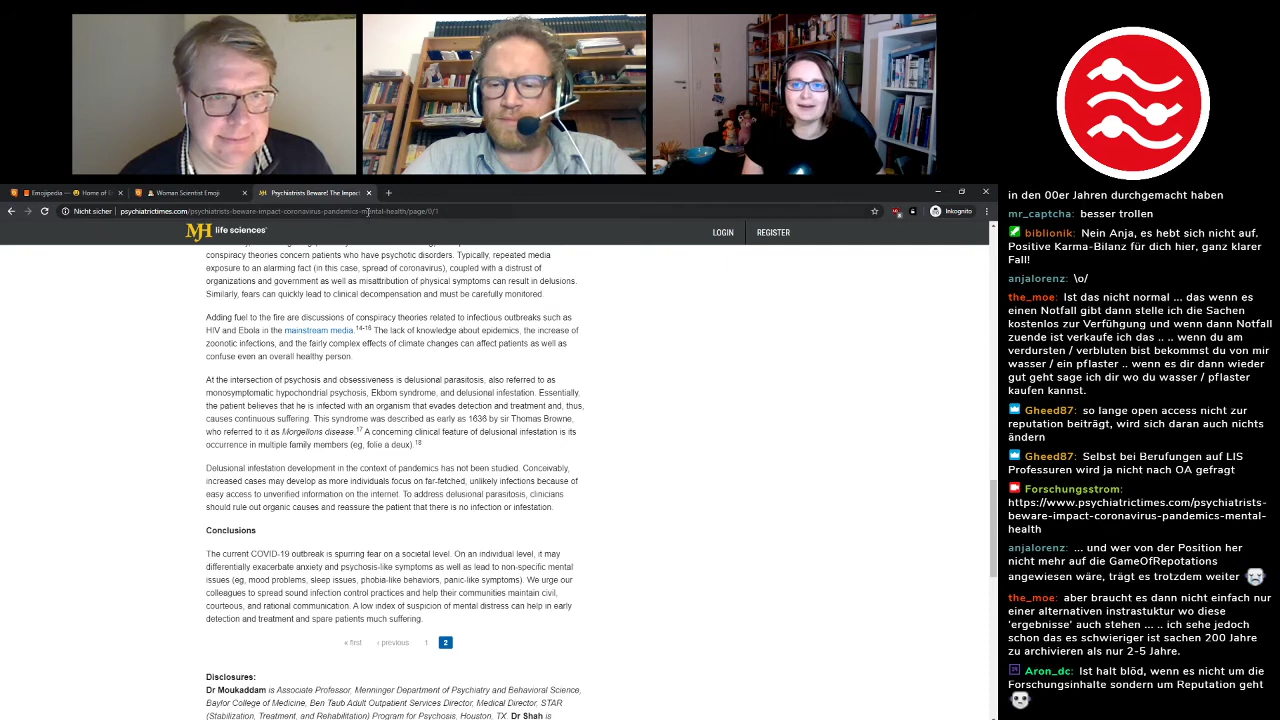 Emojipedia — 😃 Home of E
Woman Scientist Emoji
Psychiatrists Beware! The Impact
Nicht sicher
psychiatrictimes.com/psychiatrists-beware-impact-coronavirus-pandemics-mental-health/page/0/1
Inkognito
MH life sciences®
LOGIN
REGISTER
conspiracy theories concern patients who have psychotic disorders. Typically, repeated media
exposure to an alarming fact (in this case, spread of coronavirus), coupled with a distrust of
organizations and government as well as misattribution of physical symptoms can result in delusions.
Similarly, fears can quickly lead to clinical decompensation and must be carefully monitored.
Adding fuel to the fire are discussions of conspiracy theories related to infectious outbreaks such as
HIV and Ebola in the mainstream media.14-16 The lack of knowledge about epidemics, the increase of
zoonotic infections, and the fairly complex effects of climate changes can affect patients as well as
confuse even an overall healthy person.
At the intersection of psychosis and obsessiveness is delusional parasitosis, also referred to as
monosymptomatic hypochondrial psychosis, Ekbom syndrome, and delusional infestation. Essentially,
the patient believes that he is infected with an organism that evades detection and treatment and, thus,
causes continuous suffering. This syndrome was described as early as 1636 by sir Thomas Browne,
who referred to it as Morgellons disease.17 A concerning clinical feature of delusional infestation is its
occurrence in multiple family members (eg, folie a deux).18
Delusional infestation development in the context of pandemics has not been studied. Conceivably,
increased cases may develop as more individuals focus on far-fetched, unlikely infections because of
easy access to unverified information on the internet. To address delusional parasitosis, clinicians
should rule out organic causes and reassure the patient that there is no infection or infestation.
Conclusions
The current COVID-19 outbreak is spurring fear on a societal level. On an individual level, it may
differentially exacerbate anxiety and psychosis-like symptoms as well as lead to non-specific mental
issues (eg, mood problems, sleep issues, phobia-like behaviors, panic-like symptoms). We urge our
colleagues to spread sound infection control practices and help their communities maintain civil,
courteous, and rational communication. A low index of suspicion of mental distress can help in early
detection and treatment and spare patients much suffering.
« first ‹ previous 1 2
Disclosures:
Dr Moukaddam is Associate Professor, Menninger Department of Psychiatry and Behavioral Science,
Baylor College of Medicine, Ben Taub Adult Outpatient Services Director, Medical Director, STAR
(Stabilization, Treatment, and Rehabilitation) Program for Psychosis, Houston, TX. Dr Shah is
in den 00er Jahren durchgemacht haben
mr_captcha: besser trollen
biblionik: Nein Anja, es hebt sich nicht auf.
Positive Karma-Bilanz für dich hier, ganz klarer
Fall!
anjalorenz: \o/
the_moe: Ist das nicht normal ... das wenn es
einen Notfall gibt dann stelle ich die Sachen
kostenlos zur Verfühgung und wenn dann Notfall
zuende ist verkaufe ich das .. .. wenn du am
verdursten / verbluten bist bekommst du von mir
wasser / ein pflaster .. wenn es dir dann wieder
gut geht sage ich dir wo du wasser / pflaster
kaufen kannst.
Gheed87: so lange open access nicht zur
reputation beiträgt, wird sich daran auch nichts
ändern
Gheed87: Selbst bei Berufungen auf LIS
Professuren wird ja nicht nach OA gefragt
Forschungsstrom:
https://www.psychiatrictimes.com/psychiatrists-
beware-impact-coronavirus-pandemics-mental-
health
anjalorenz: ... und wer von der Position her
nicht mehr auf die GameOfRepotations
angewiesen wäre, trägt es trotzdem weiter
the_moe: aber braucht es dann nicht einfach nur
einer alternativen instrastuktur wo diese
'ergebnisse' auch stehen ... .. ich sehe jedoch
schon das es schwieriger ist sachen 200 Jahre
zu archivieren als nur 2-5 Jahre.
Aron_dc: Ist halt blöd, wenn es nicht um die
Forschungsinhalte sondern um Reputation geht